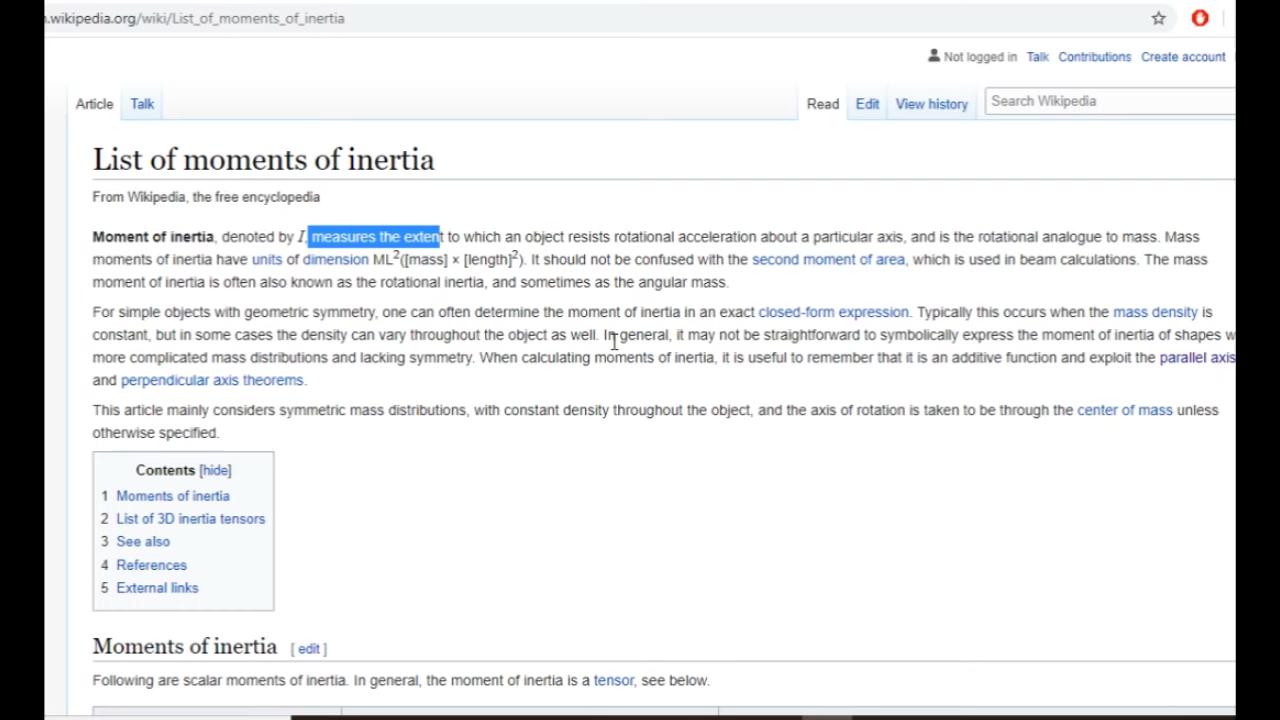 .wikipedia.org/wiki/List_of_moments_of_inertia
Not logged in Talk Contributions Create account
Article Talk Read Edit View history Search Wikipedia
List of moments of inertia
From Wikipedia, the free encyclopedia
Moment of inertia, denoted by I, measures the extent to which an object resists rotational acceleration about a particular axis, and is the rotational analogue to mass. Mass
moments of inertia have units of dimension ML²([mass] × [length]²). It should not be confused with the second moment of area, which is used in beam calculations. The mass
moment of inertia is often also known as the rotational inertia, and sometimes as the angular mass.
For simple objects with geometric symmetry, one can often determine the moment of inertia in an exact closed-form expression. Typically this occurs when the mass density is
constant, but in some cases the density can vary throughout the object as well. In general, it may not be straightforward to symbolically express the moment of inertia of shapes
more complicated mass distributions and lacking symmetry. When calculating moments of inertia, it is useful to remember that it is an additive function and exploit the parallel axis
and perpendicular axis theorems.
This article mainly considers symmetric mass distributions, with constant density throughout the object, and the axis of rotation is taken to be through the center of mass unless
otherwise specified.
Contents [hide]
1 Moments of inertia
2 List of 3D inertia tensors
3 See also
4 References
5 External links
Moments of inertia [ edit ]
Following are scalar moments of inertia. In general, the moment of inertia is a tensor, see below.